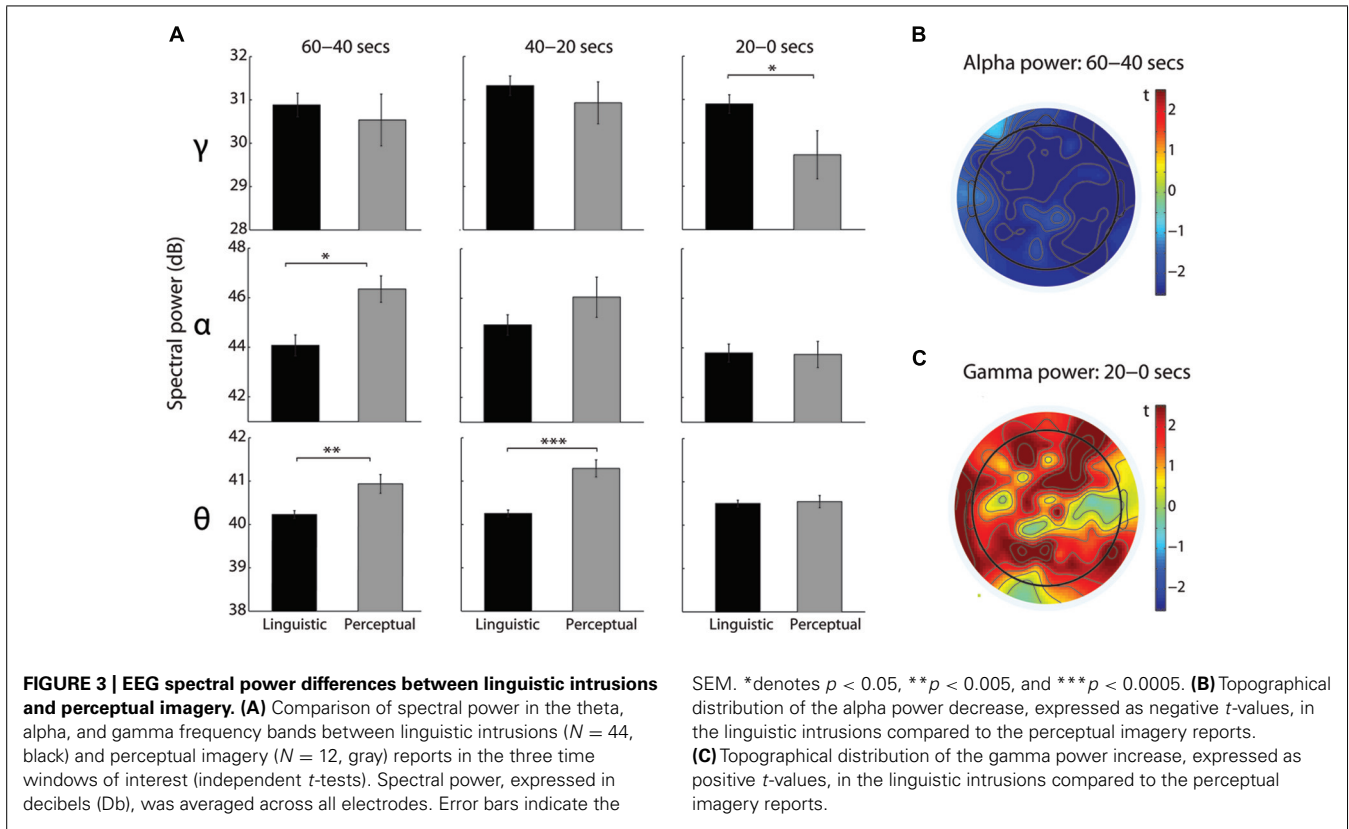 A
60–40 secs
40–20 secs
20–0 secs
B
Alpha power: 60–40 secs
C
Gamma power: 20–0 secs
Spectral power (dB)
γ
32
31
30
29
28
*
α
48
46
44
42
*
θ
42
41
40
39
38
**
***
Linguistic Perceptual
Linguistic Perceptual
Linguistic Perceptual
t
2
1
0
−1
−2
t
2
1
0
−1
−2
FIGURE 3 | EEG spectral power differences between linguistic intrusions
and perceptual imagery. (A) Comparison of spectral power in the theta,
alpha, and gamma frequency bands between linguistic intrusions (N = 44,
black) and perceptual imagery (N = 12, gray) reports in the three time
windows of interest (independent t-tests). Spectral power, expressed in
decibels (Db), was averaged across all electrodes. Error bars indicate the
SEM. *denotes p < 0.05, **p < 0.005, and ***p < 0.0005. (B) Topographical
distribution of the alpha power decrease, expressed as negative t-values, in
the linguistic intrusions compared to the perceptual imagery reports.
(C) Topographical distribution of the gamma power increase, expressed as
positive t-values, in the linguistic intrusions compared to the perceptual
imagery reports.